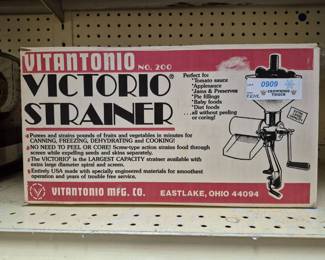 VITANTONIO NO. 200
VICTORIO®
STRAINER
Perfect for
• Tomato sauce
• Applesauce
• Jams & Preserves
• Pie fillings
• Baby foods
• Diet foods
...all without peeling
or coring!
0909
• Purees and strains pounds of fruits and vegetables in minutes for
CANNING, FREEZING, DEHYDRATING and COOKING!
• NO NEED TO PEEL OR CORE! Screw-type action strains food through
screen while expelling seeds and skins separately.
• The VICTORIO® is the LARGEST CAPACITY strainer available with
extra large diameter spiral and screen.
• Entirely USA made with specially engineered materials for smoothest
operation and years of trouble free service.
V VITANTONIO MFG. CO. EASTLAKE, OHIO 44094